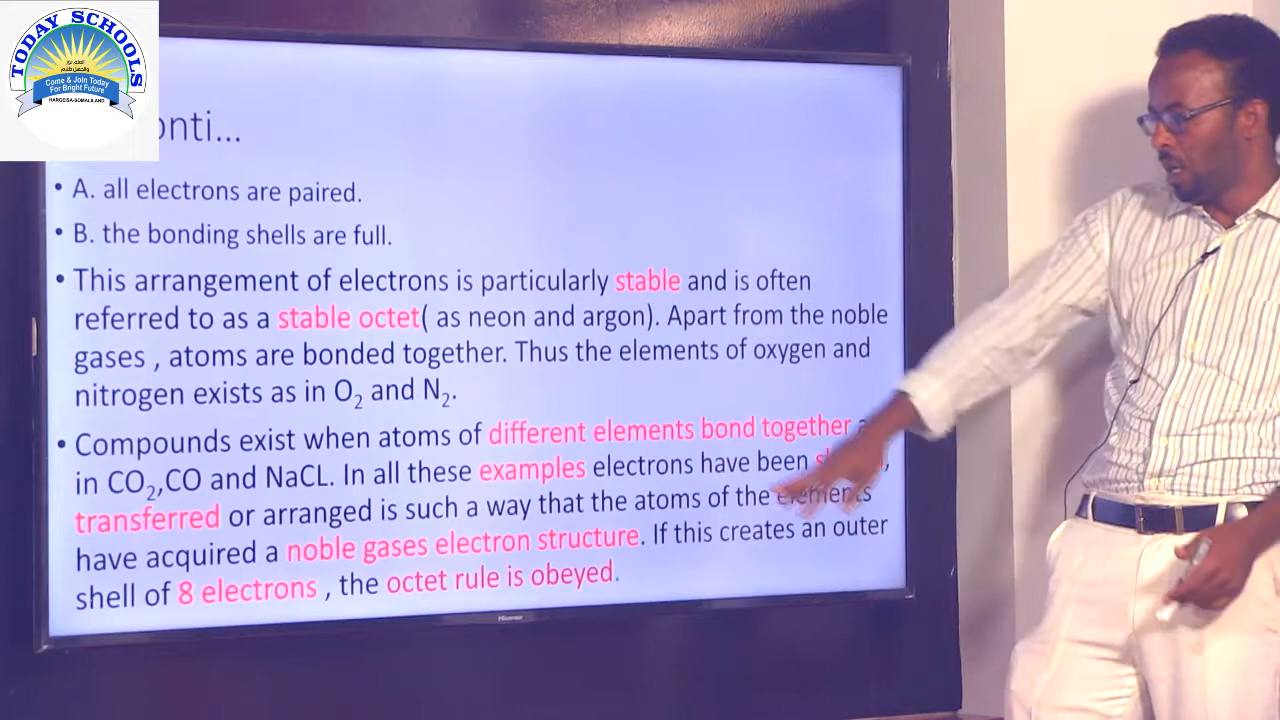 TODAY SCHOOLS
Come & Join Today
For Bright Future
HARGEISA-SOMALILAND
onti...
• A. all electrons are paired.
• B. the bonding shells are full.
• This arrangement of electrons is particularly stable and is often
referred to as a stable octet( as neon and argon). Apart from the noble
gases , atoms are bonded together. Thus the elements of oxygen and
nitrogen exists as in O₂ and N₂.
• Compounds exist when atoms of different elements bond together
in CO₂,CO and NaCL. In all these examples electrons have been
transferred or arranged is such a way that the atoms of the elements
have acquired a noble gases electron structure. If this creates an outer
shell of 8 electrons , the octet rule is obeyed.
Hisense